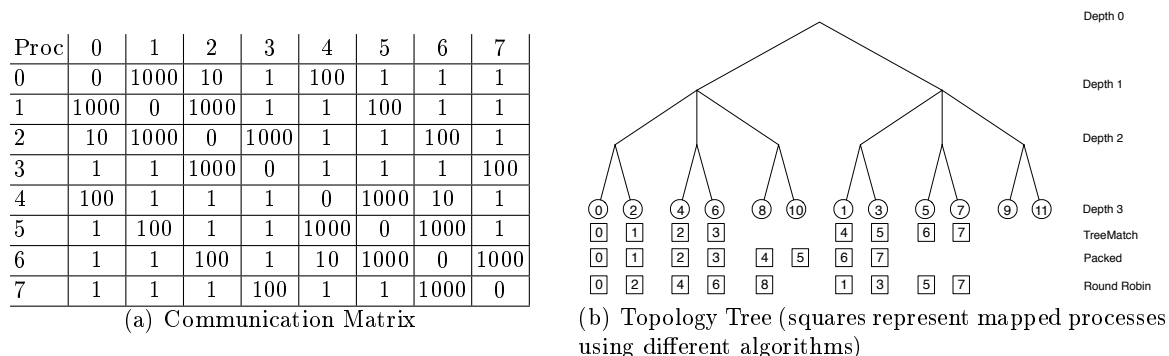 Proc 0 1 2 3 4 5 6 7
0 0 1000 10 1 100 1 1 1
1 1000 0 1000 1 1 100 1 1
2 10 1000 0 1000 1 1 100 1
3 1 1 2000 0 1 1 1 100
4 100 1 1 1 0 1000 10 1
5 1 100 1 1 1000 0 1000 1
6 1 1 100 1 10 1000 0 1000
7 1 1 1 100 1 1 1000 0
(a) Communication Matrix
Depth 0
Depth 1
Depth 2
0 2 4 6 8 10 1 3 5 7 9 11 Depth 3
0 1 2 3 4 5 6 7 TreeMatch
0 1 2 3 4 5 6 7 Packed
0 2 4 6 8 1 3 5 7 Round Robin
(b) Topology Tree (squares represent mapped processes
using different algorithms)